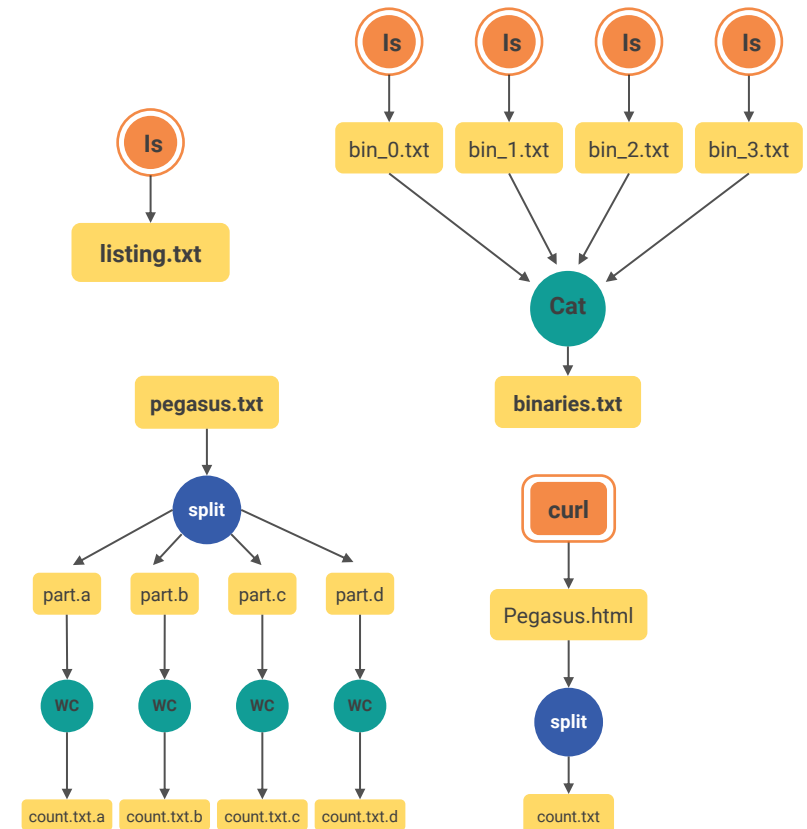 ls
ls
ls
ls
bin_0.txt
bin_1.txt
bin_2.txt
bin_3.txt
Cat
binaries.txt
ls
listing.txt
pegasus.txt
split
part.a
part.b
part.c
part.d
WC
WC
WC
WC
count.txt.a
count.txt.b
count.txt.c
count.txt.d
curl
Pegasus.html
split
count.txt